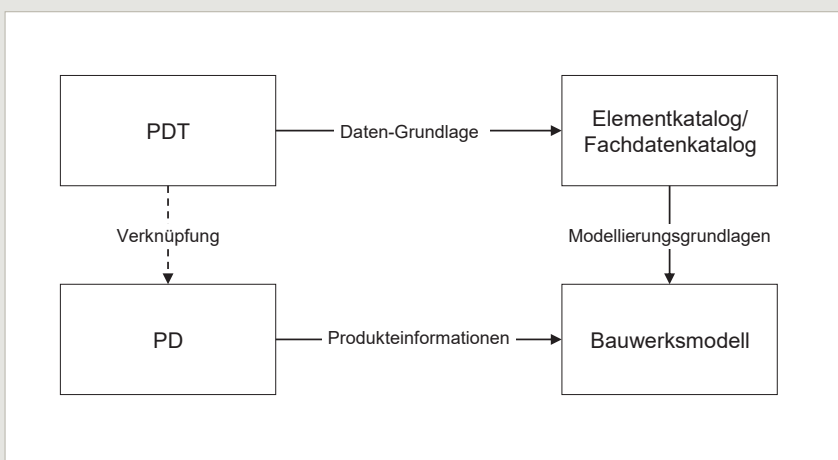 PDT
Daten-Grundlage
Elementkatalog/
Fachdatenkatalog
Verknüpfung
Modellierungsgrundlagen
PD
Produkteinformationen
Bauwerksmodell